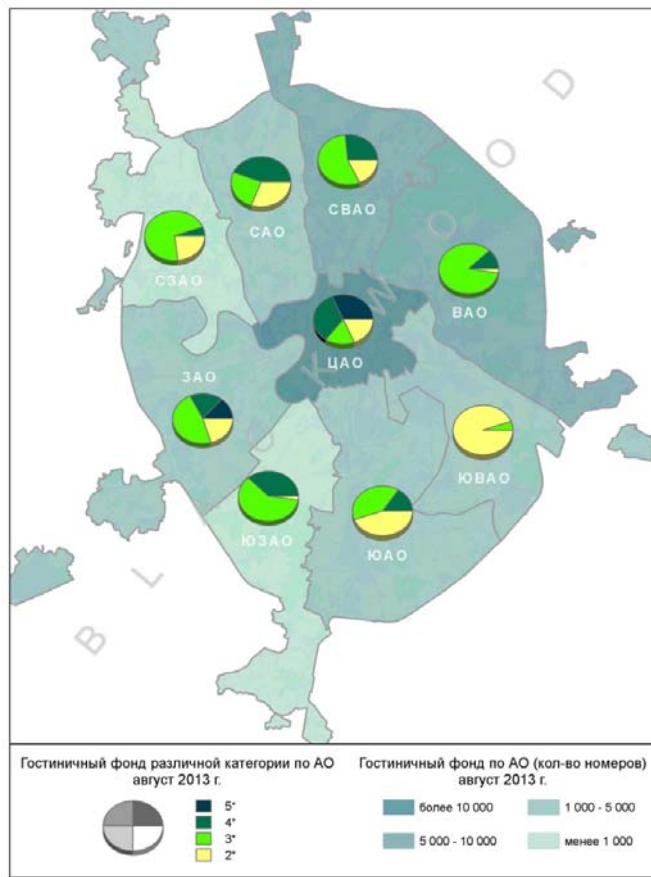 СВАО
САО
СЗАО
ВАО
ЦАО
ЗАО
ЮВАО
ЮЗАО
ЮАО
B L O K W O O D
Гостиничный фонд различной категории по АО
август 2013 г.
5*
4*
3*
2*
Гостиничный фонд по АО (кол-во номеров)
август 2013 г.
более 10 000
5 000 - 10 000
1 000 - 5 000
менее 1 000